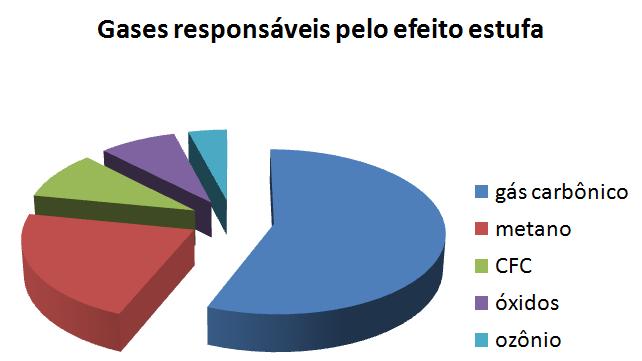 Gases responsáveis pelo efeito estufa
gás carbônico
metano
CFC
óxidos
ozônio